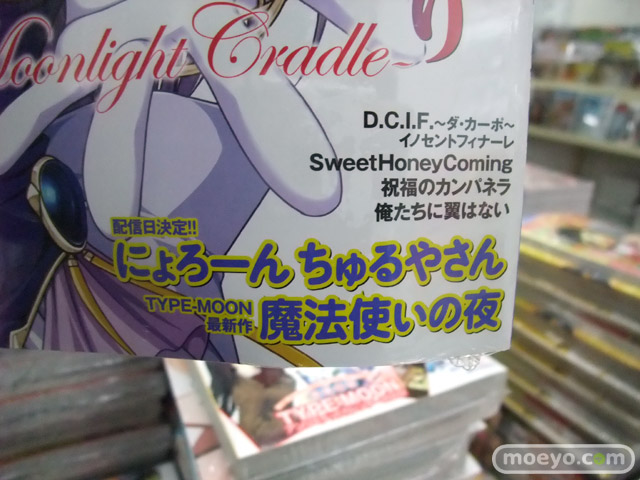 Moonlight Cradle~
り
D.C.I.F.~ダ・カーポ~
イノセントフィナーレ
SweetHoneyComing
祝福のカンパネラ
俺たちに翼はない
配信日決定!!
にょろーん ちゅるやさん
TYPE-MOON
最新作
魔法使いの夜
TYPE-MOON
moeyo.com